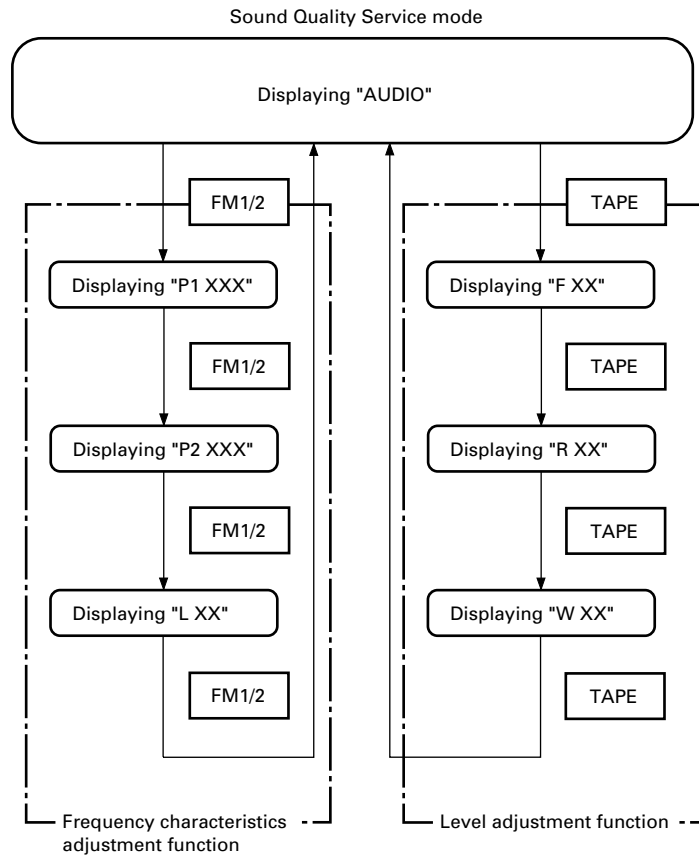 Sound Quality Service mode
Displaying "AUDIO"
FM1/2
TAPE
Displaying "P1 XXX"
Displaying "F XX"
FM1/2
TAPE
Displaying "P2 XXX"
Displaying "R XX"
FM1/2
TAPE
Displaying "L XX"
Displaying "W XX"
FM1/2
TAPE
Frequency characteristics
adjustment function
Level adjustment function